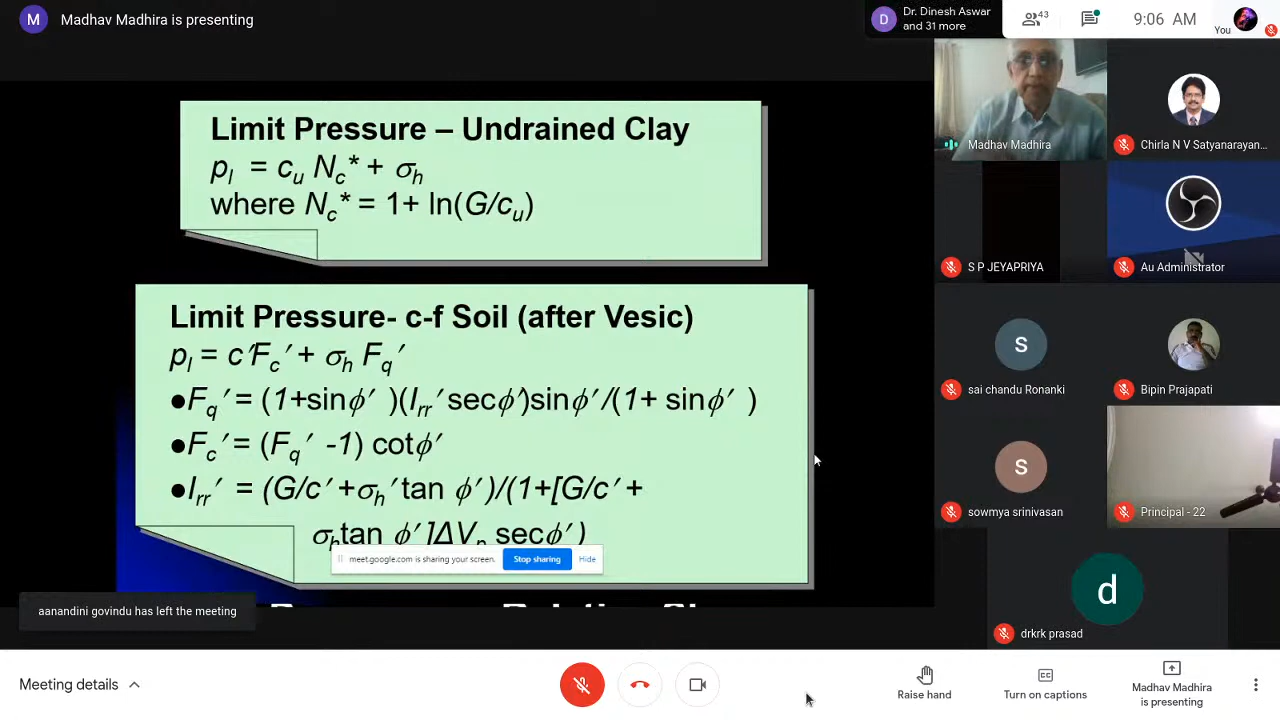 M
Madhav Madhira is presenting
D
Dr. Dinesh Aswar
and 31 more
43
9:06 AM
You
Limit Pressure – Undrained Clay
pl = cu Nc* + σh
where Nc* = 1+ ln(G/cu)
Limit Pressure- c-f Soil (after Vesic)
pl = c′Fc′ + σh Fq′
●Fq′ = (1+sinϕ′ )(Irr′ secϕ′)sinϕ′/(1+ sinϕ′ )
●Fc′ = (Fq′ -1) cotϕ′
●Irr′ = (G/c′ +σh′ tan ϕ′ )/(1+[G/c′ +
σhtan ϕ′ ]ΔVp secϕ′ )
meet.google.com is sharing your screen.
Stop sharing
Hide
aanandini govindu has left the meeting
Madhav Madhira
Chirla N V Satyanarayan...
S P JEYAPRIYA
Au Administrator
S
sai chandu Ronanki
Bipin Prajapati
S
sowmya srinivasan
Principal - 22
d
drkrk prasad
Meeting details
Raise hand
CC
Turn on captions
Madhav Madhira
is presenting